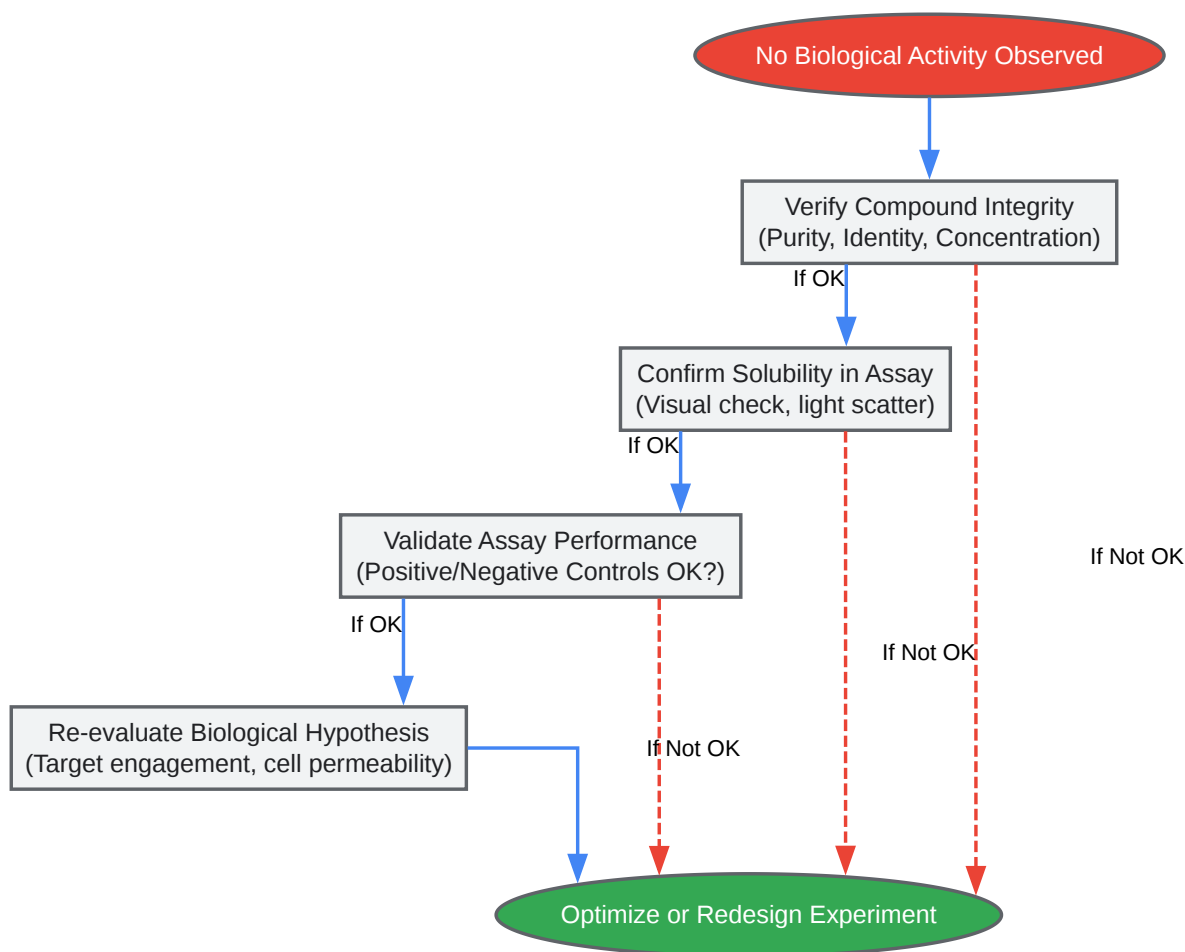 No Biological Activity Observed
Verify Compound Integrity
(Purity, Identity, Concentration)
If OK
Confirm Solubility in Assay
(Visual check, light scatter)
If OK
Validate Assay Performance
(Positive/Negative Controls OK?)
If Not OK
If OK
If Not OK
Re-evaluate Biological Hypothesis
(Target engagement, cell permeability)
If Not OK
Optimize or Redesign Experiment